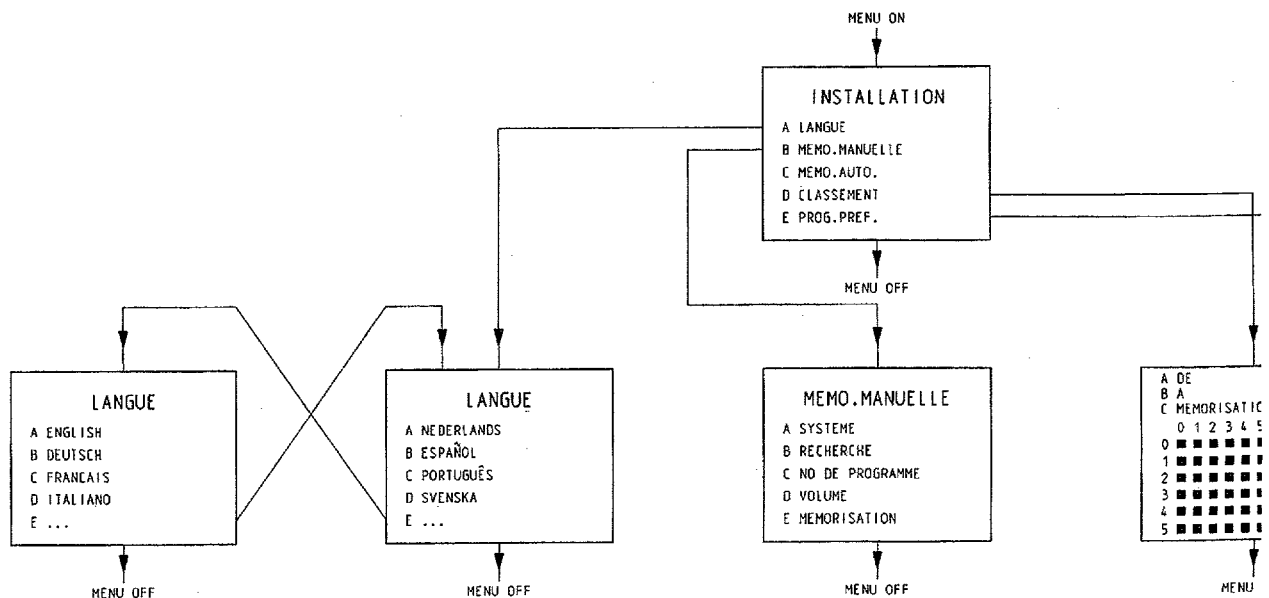 MENU ON
INSTALLATION
A LANGUE
B MEMO.MANUELLE
C MEMO.AUTO.
D CLASSEMENT
E PROG.PREF.
MENU OFF
LANGUE
A ENGLISH
B DEUTSCH
C FRANCAIS
D ITALIANO
E ...
MENU OFF
LANGUE
A NEDERLANDS
B ESPAÑOL
C PORTUGUÊS
D SVENSKA
E ...
MENU OFF
MEMO.MANUELLE
A SYSTEME
B RECHERCHE
C NO DE PROGRAMME
D VOLUME
E MEMORISATION
MENU OFF
A DE
B A
C MEMORISATIO
0 1 2 3 4 5
0
1
2
3
4
5
MENU